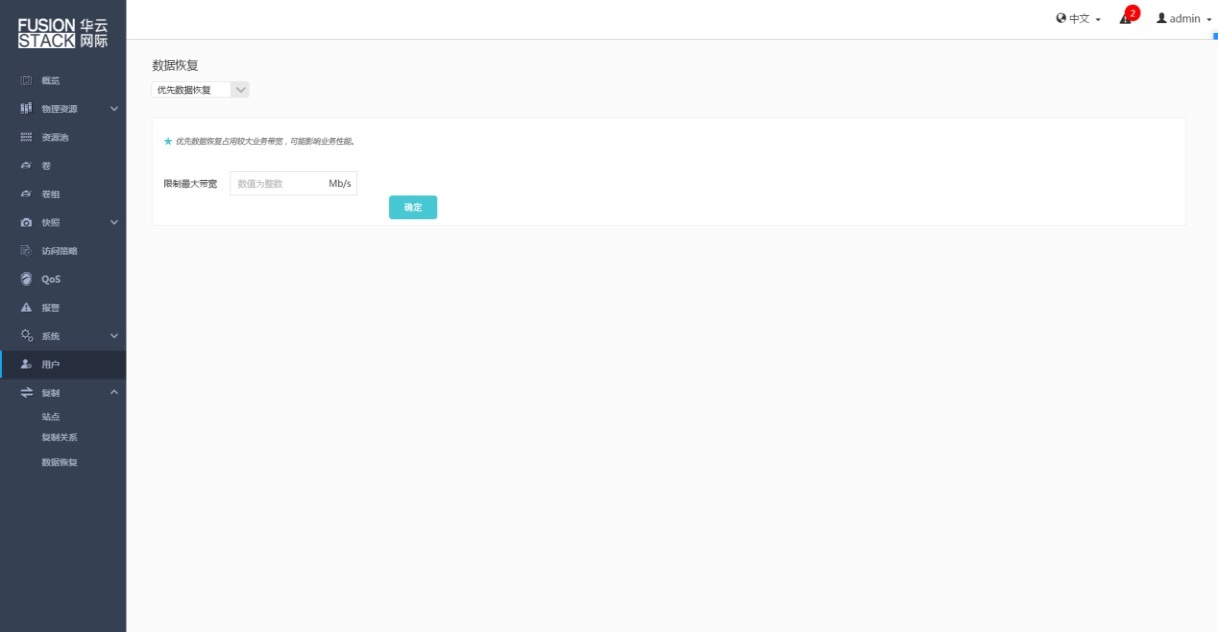 FUSION 华云
STACK 网际
中文
2
admin
概览
物理资源
资源池
卷
卷组
快照
访问策略
QoS
报警
系统
用户
复制
站点
复制关系
数据恢复
数据恢复
优先数据恢复
★ 优先数据恢复占用较大业务带宽，可能影响业务性能。
限制最大带宽 数值为整数 Mb/s
确定